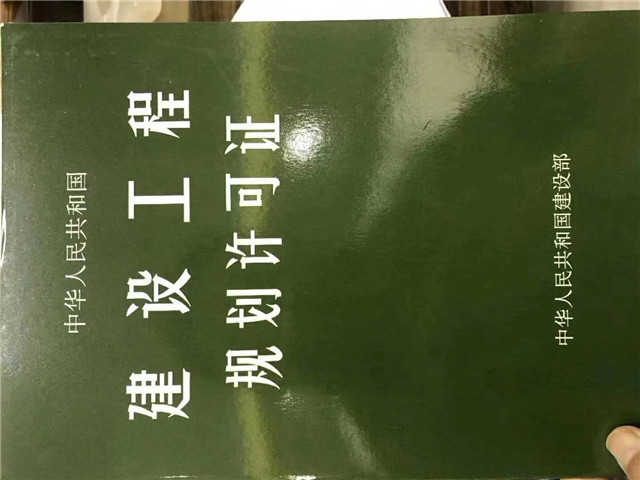 中华人民共和国
建设工程
规划许可证
中华人民共和国建设部